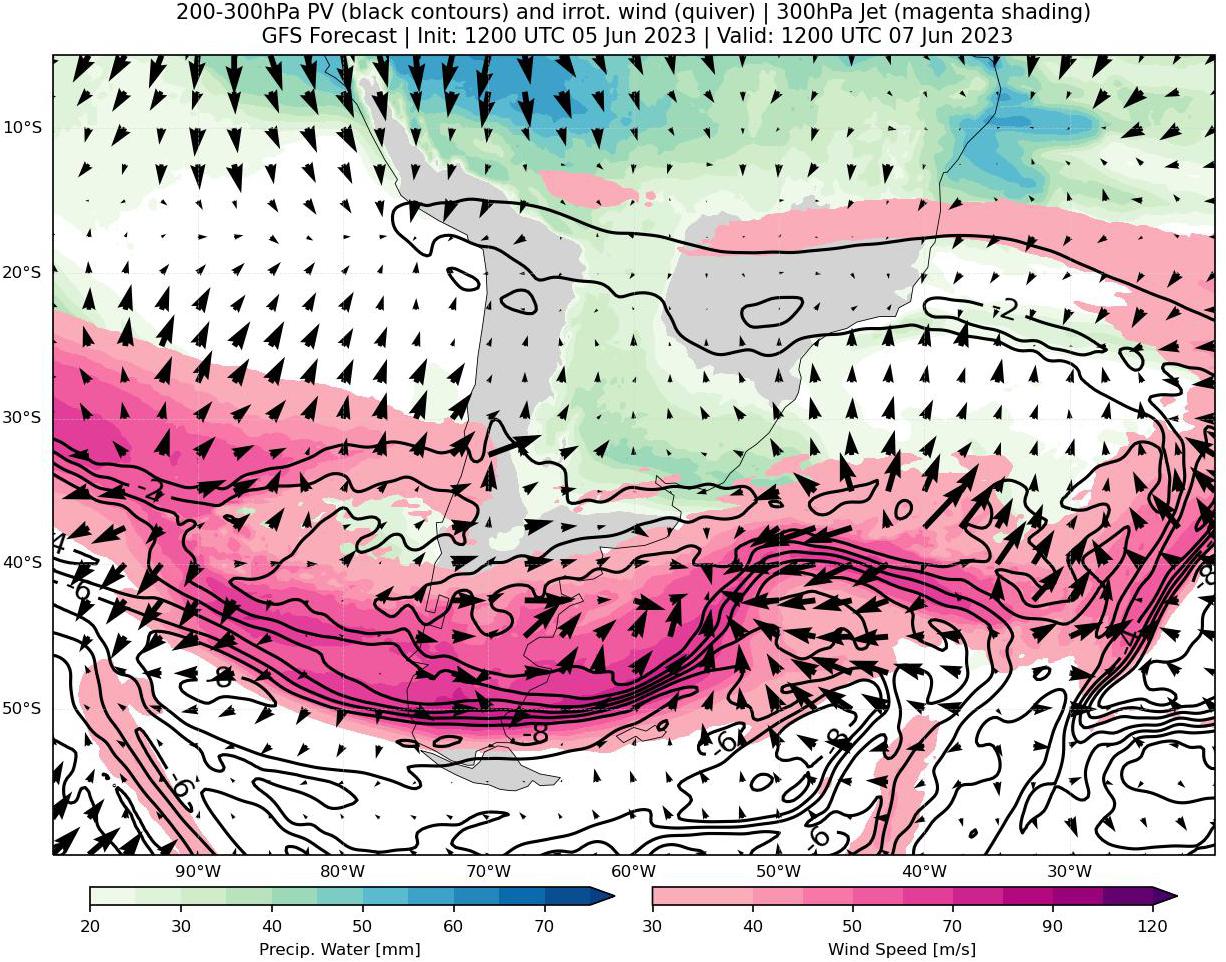 200-300hPa PV (black contours) and irrot. wind (quiver) | 300hPa Jet (magenta shading)
GFS Forecast | Init: 1200 UTC 05 Jun 2023 | Valid: 1200 UTC 07 Jun 2023
10°S
20°S
-2
30°S
-4
0
4
40°S
-8
-6
-4
-8
50°S
-8
-6
-8
-6
-6
90°W 80°W 70°W 60°W 50°W 40°W 30°W
20 30 40 50 60 70 30 40 50 70 90 120
Precip. Water [mm] Wind Speed [m/s]